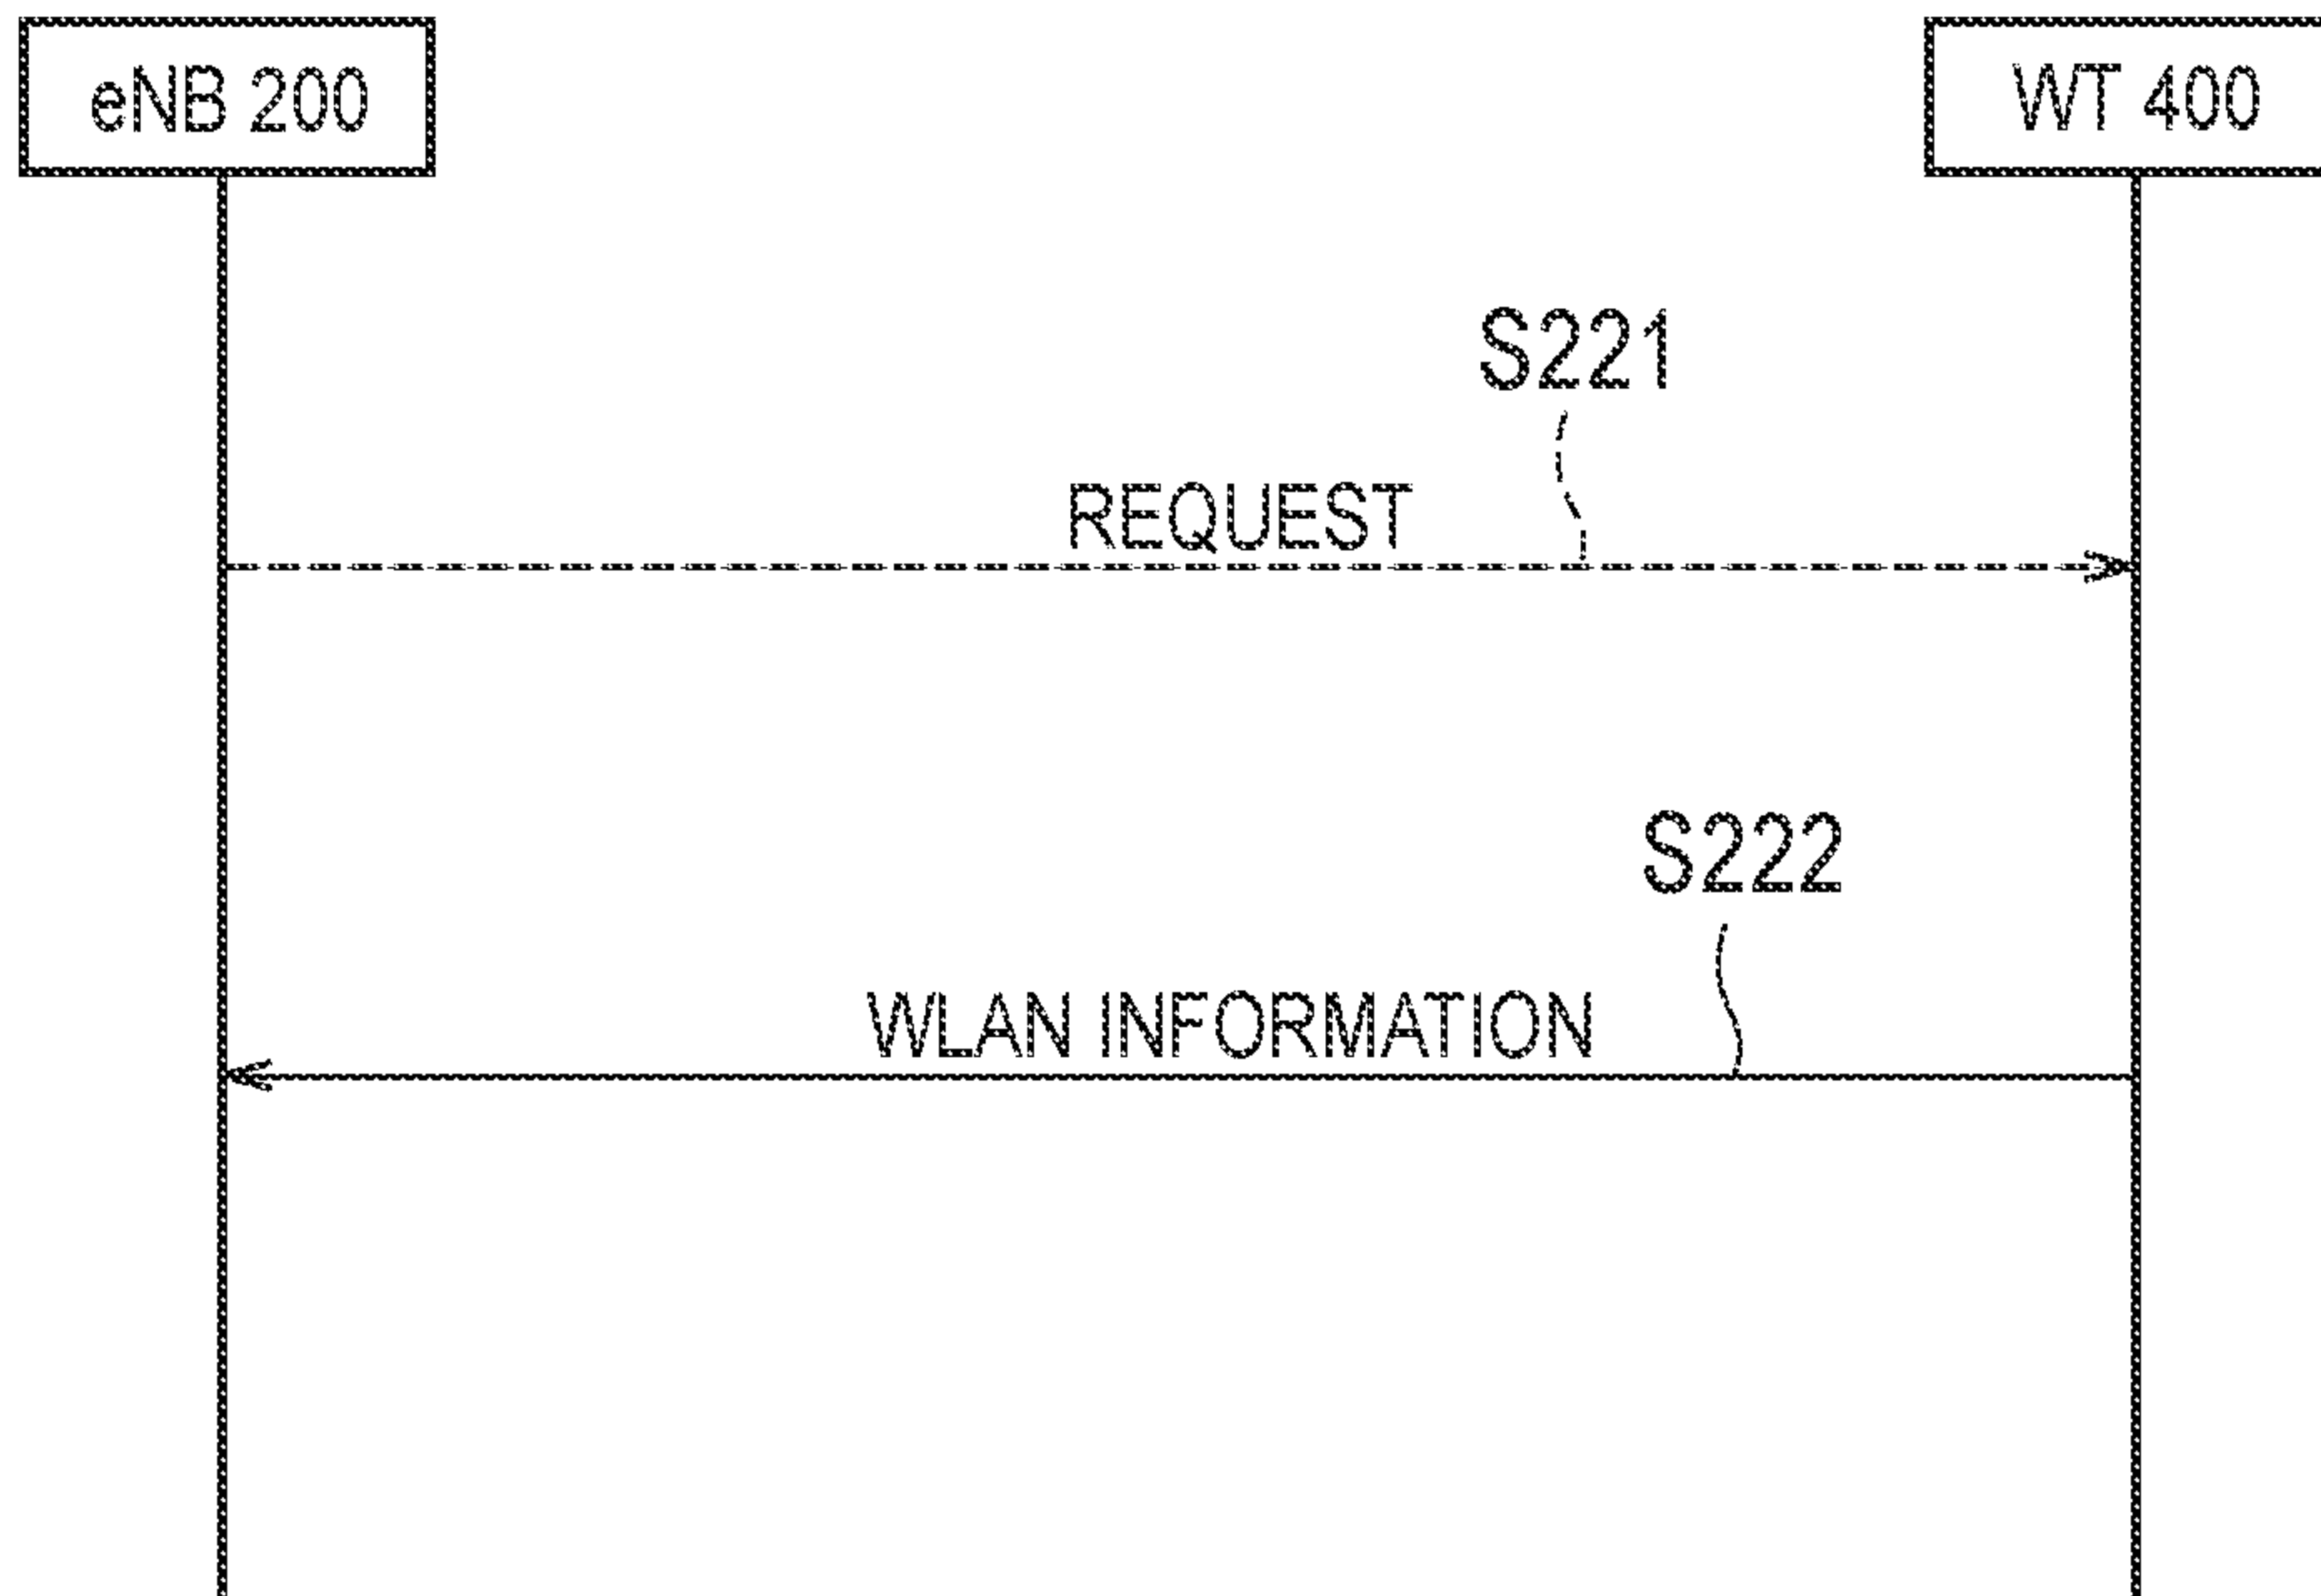 eNB 200
WT 400
S221
REQUEST
S222
WLAN INFORMATION